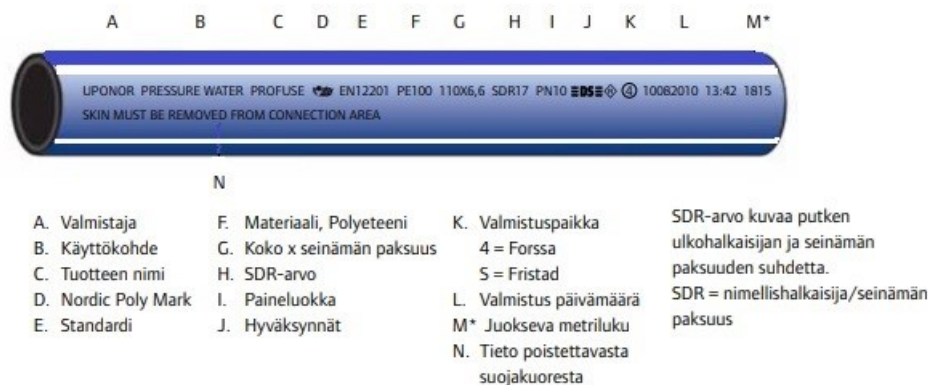 A B C D E F G H I J K L M*
UPONOR PRESSURE WATER PROFUSE EN12201 PE100 110X6,6 SDR17 PN10 DS 4 10082010 13:42 1815
SKIN MUST BE REMOVED FROM CONNECTION AREA
N
A. Valmistaja
B. Käyttökohde
C. Tuotteen nimi
D. Nordic Poly Mark
E. Standardi
F. Materiaali, Polyeteeni
G. Koko x seinämän paksuus
H. SDR-arvo
I. Paineluokka
J. Hyväksynnät
K. Valmistuspaikka
4 = Forssa
S = Fristad
L. Valmistus päivämäärä
M* Juokseva metriluku
N. Tieto poistettavasta
suojakuoresta
SDR-arvo kuvaa putken
ulkohalkaisijan ja seinämän
paksuuden suhdetta.
SDR = nimellishalkaisija/seinämän
paksuus